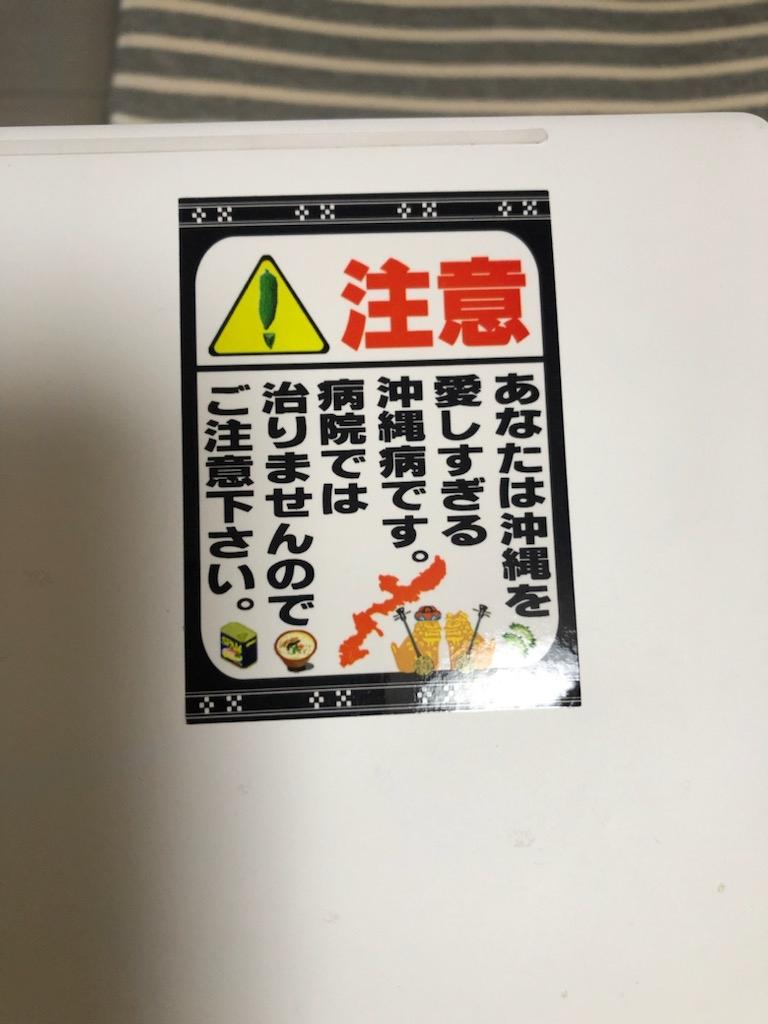 注意
あなたは沖縄を
愛しすぎる
沖縄病です。
病院では
治りませんので
ご注意下さい。
SPAM